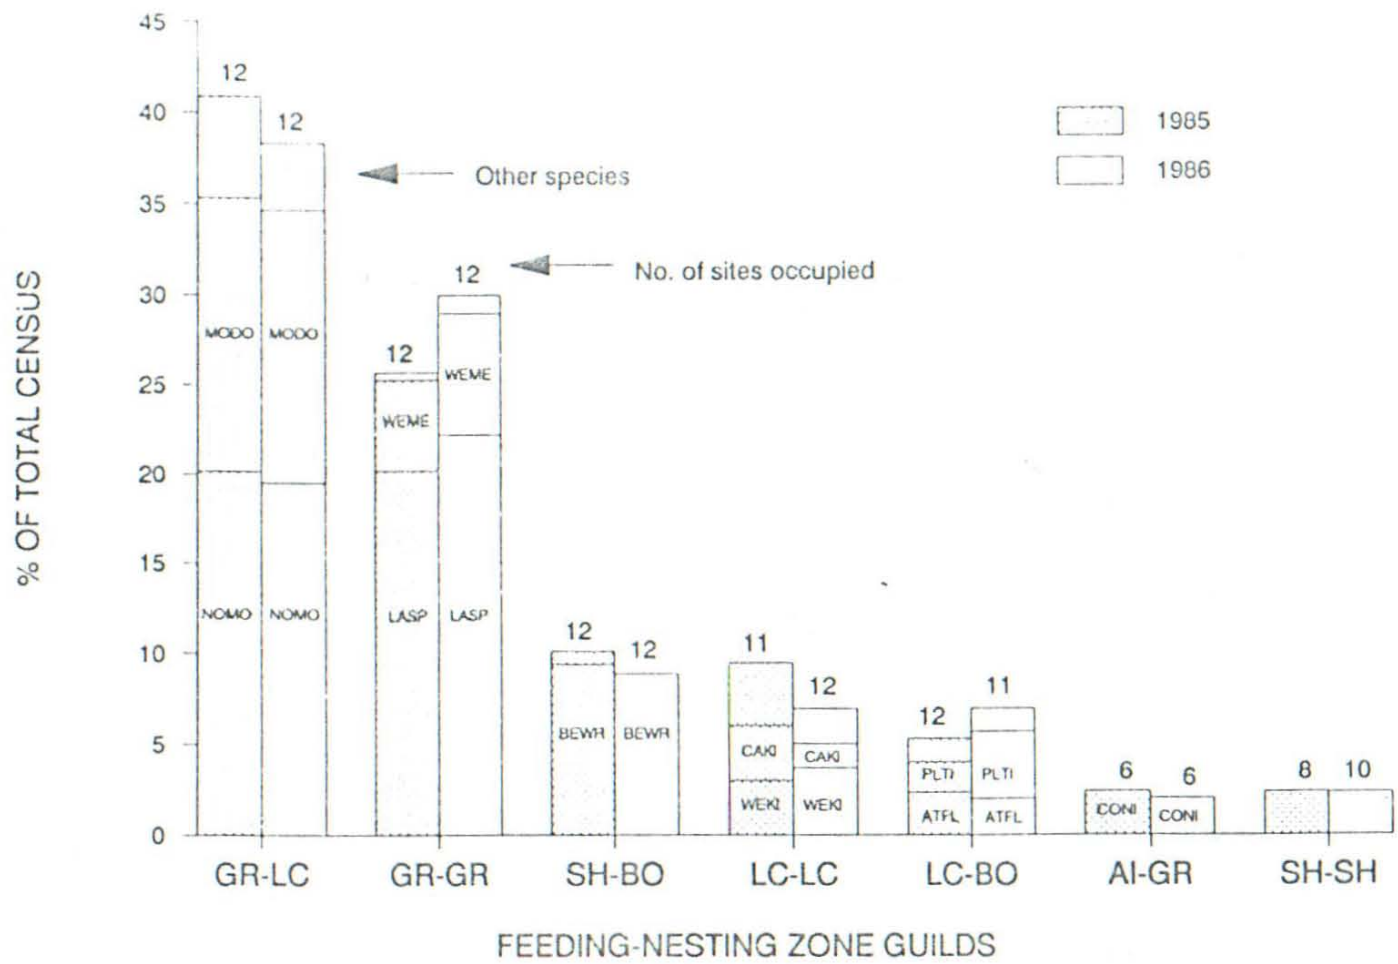 45
12
40
12
1985
1986
Other species
35
12
No. of sites occupied
30
12
MODO
MODO
WEME
25
WEME
20
15
NOMO
NOMO
LASP
LASP
12
12
11
10
12
12
11
BEWR
BEWR
CAKI
CAKI
5
PLTI
PLTI
6
6
8
10
WEKI
WEKI
ATFL
ATFL
CONI
CONI
0
GR-LC
GR-GR
SH-BO
LC-LC
LC-BO
AI-GR
SH-SH
% OF TOTAL CENSUS
FEEDING-NESTING ZONE GUILDS